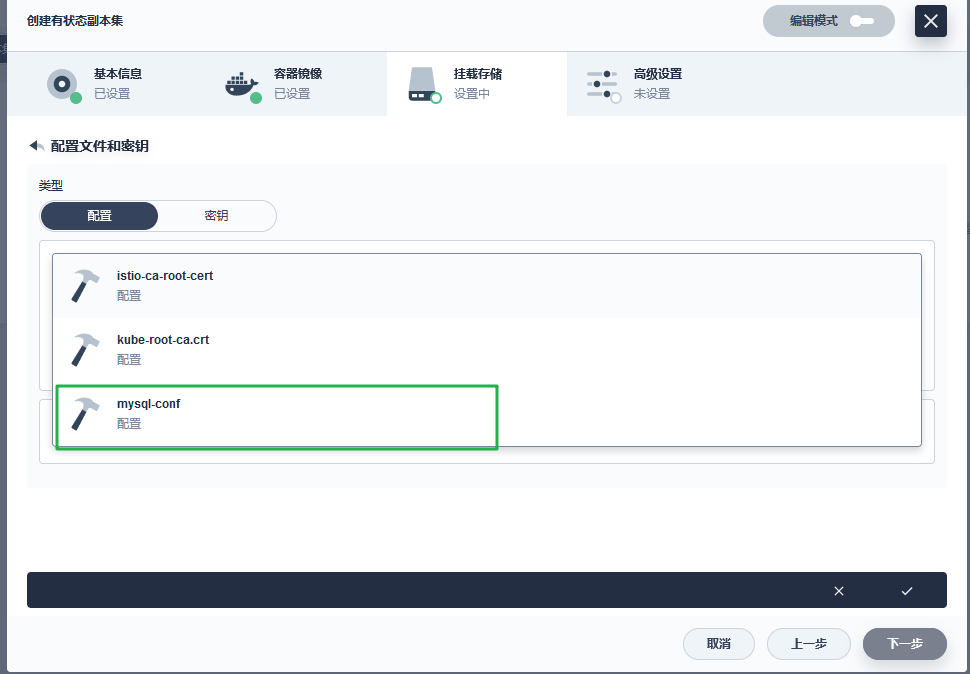 创建有状态副本集
编辑模式
基本信息
已设置
容器镜像
已设置
挂载存储
设置中
高级设置
未设置
配置文件和密钥
类型
配置
密钥
istio-ca-root-cert
配置
kube-root-ca.crt
配置
mysql-conf
配置
取消
上一步
下一步